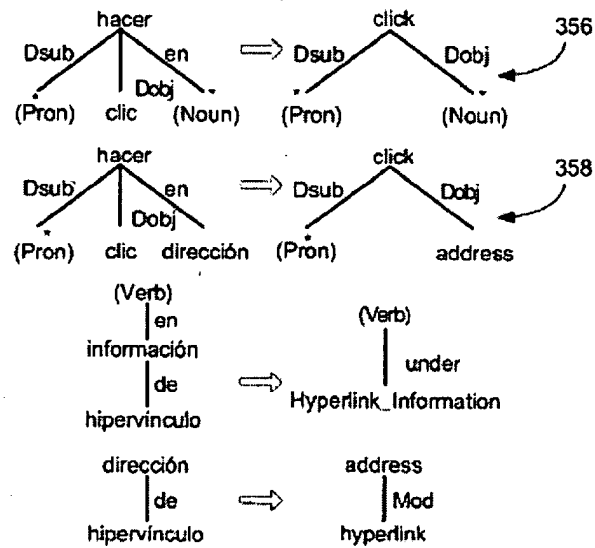 hacer ⇒ click 356
Dsub en Dsub Dobj
Dobj
* * * *
(Pron) clic (Noun) (Pron) (Noun)
hacer ⇒ click 358
Dsub en Dsub Dobj
Dobj
* *
(Pron) clic dirección (Pron) address
(Verb) (Verb)
en
información under
de ⇒ Hyperlink_Information
hipervínculo
dirección address
de ⇒ Mod
hipervínculo hyperlink